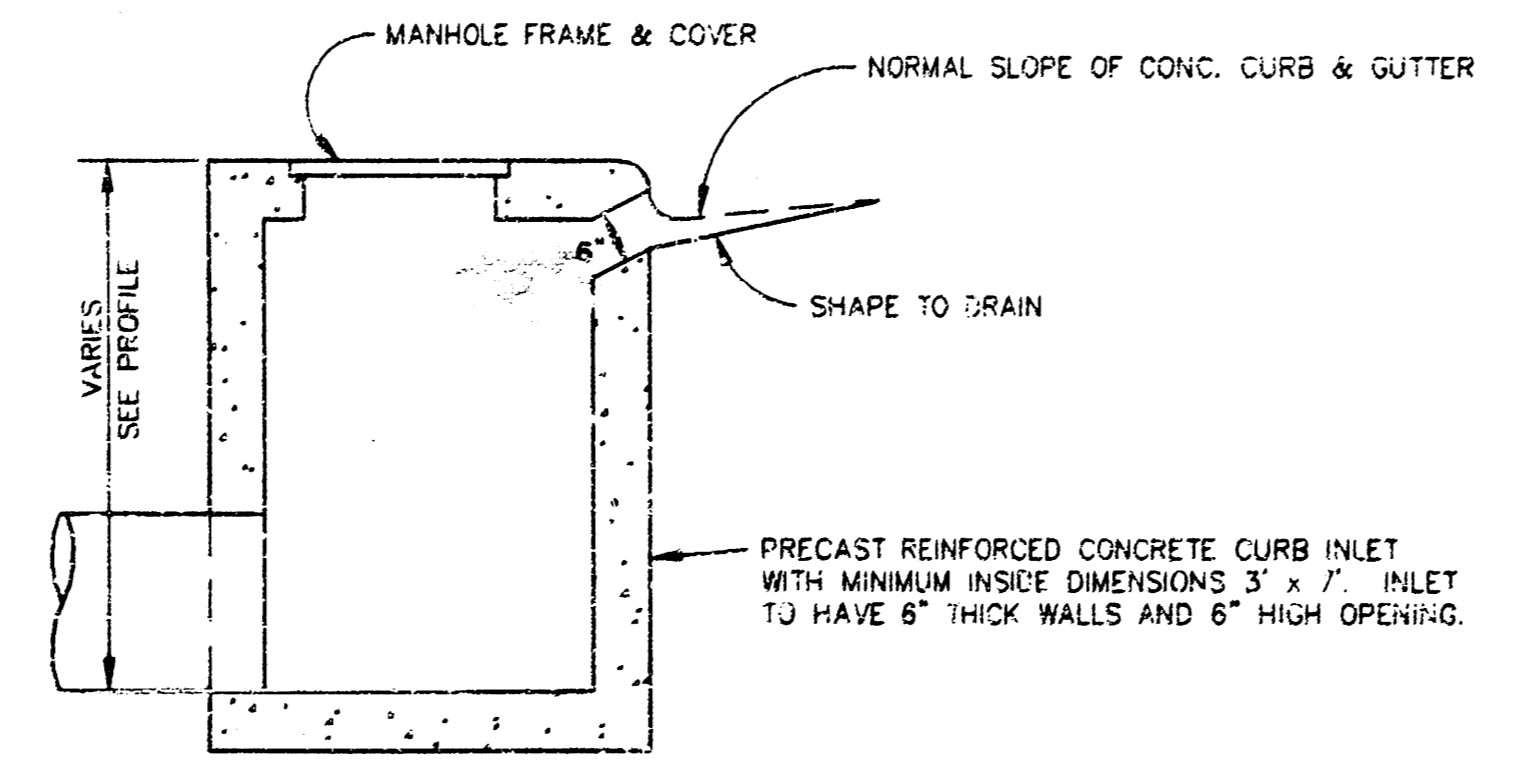 MANHOLE FRAME & COVER
NORMAL SLOPE OF CONC. CURB & GUTTER
6"
SHAPE TO DRAIN
VARIES
SEE PROFILE
PRECAST REINFORCED CONCRETE CURB INLET
WITH MINIMUM INSIDE DIMENSIONS 3' x 7'. INLET
TO HAVE 6" THICK WALLS AND 6" HIGH OPENING.